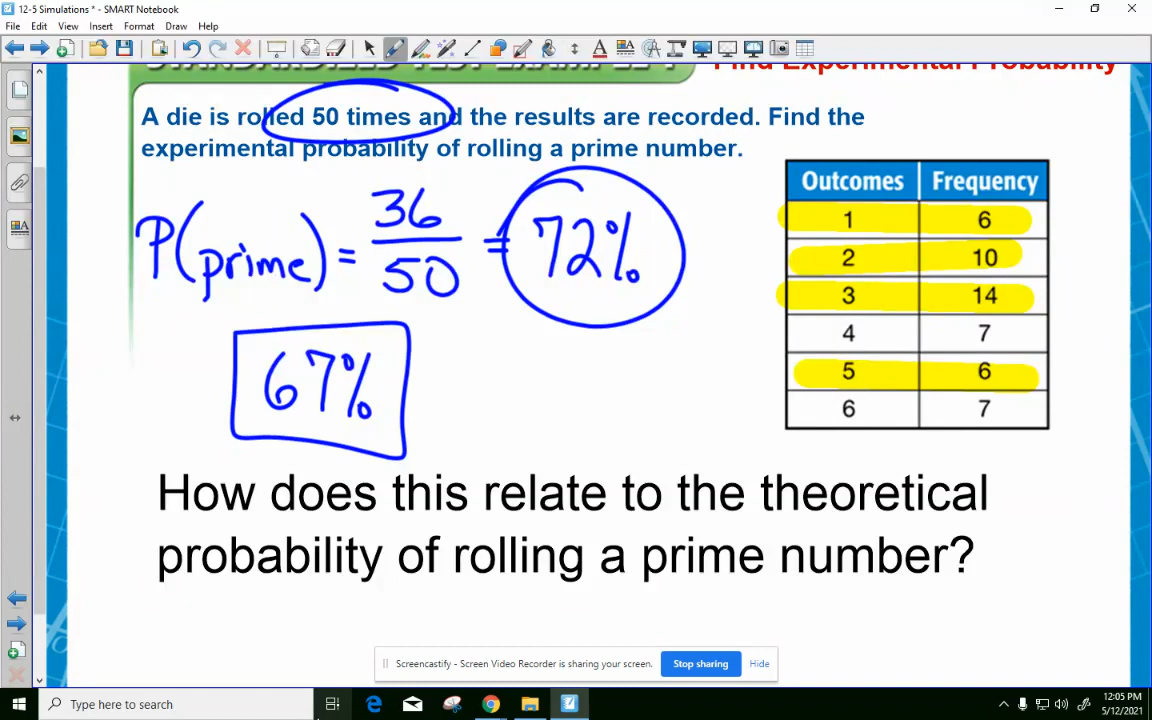 12-5 Simulations * - SMART Notebook
File Edit View Insert Format Draw Help
Find Experimental Probability
A die is rolled 50 times and the results are recorded. Find the
experimental probability of rolling a prime number.
P(prime) = 36/50 = 72%
67%
Outcomes Frequency
1 6
2 10
3 14
4 7
5 6
6 7
How does this relate to the theoretical
probability of rolling a prime number?
Screencastify - Screen Video Recorder is sharing your screen. Stop sharing Hide
Type here to search
12:05 PM
5/12/2021